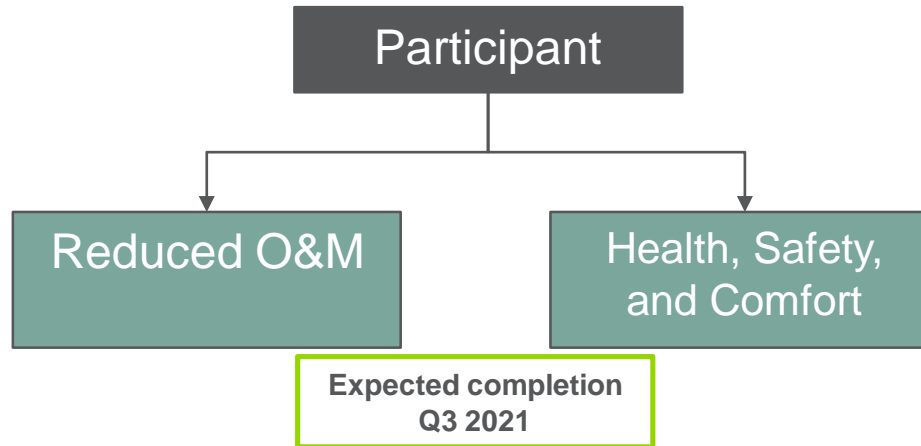 Participant
Reduced O&M
Health, Safety,
and Comfort
Expected completion
Q3 2021